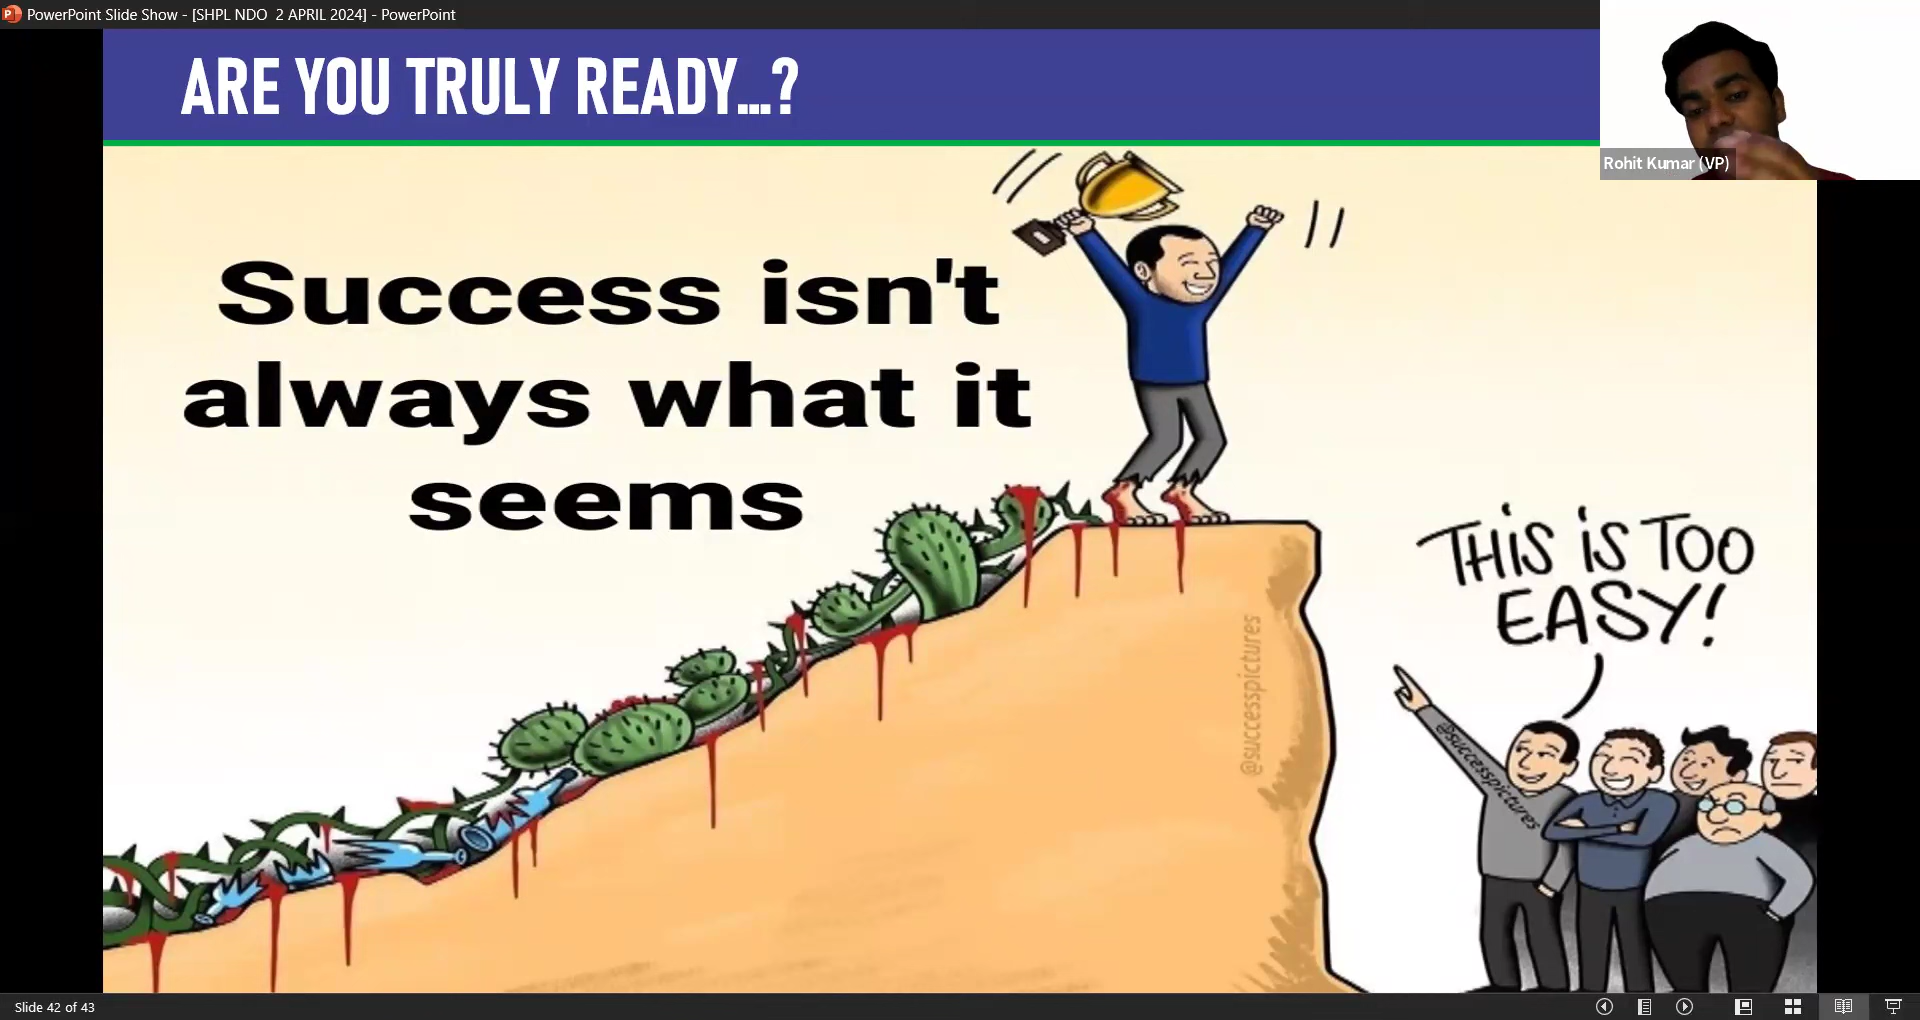 PowerPoint Slide Show - [SHPL NDO  2 APRIL 2024] - PowerPoint
ARE YOU TRULY READY...?
Rohit Kumar (VP)
Success isn't
always what it
seems
THIS IS TOO
EASY!
@successpictures
@successpictures
Slide 42 of 43